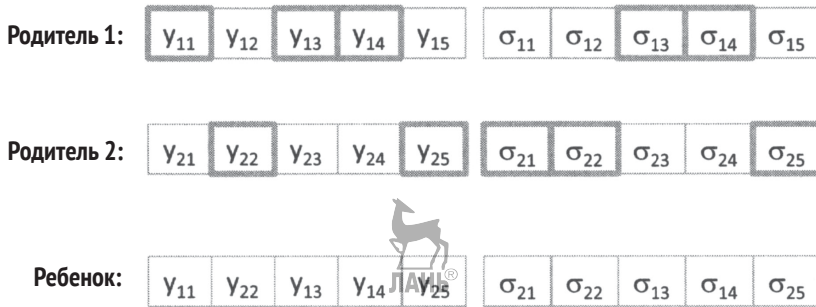 Родитель 1: y₁₁ y₁₂ y₁₃ y₁₄ y₁₅ σ₁₁ σ₁₂ σ₁₃ σ₁₄ σ₁₅
Родитель 2: y₂₁ y₂₂ y₂₃ y₂₄ y₂₅ σ₂₁ σ₂₂ σ₂₃ σ₂₄ σ₂₅
ЛАНЬ®
Ребенок: y₁₁ y₂₂ y₁₃ y₁₄ y₂₅ σ₂₁ σ₂₂ σ₁₃ σ₁₄ σ₂₅